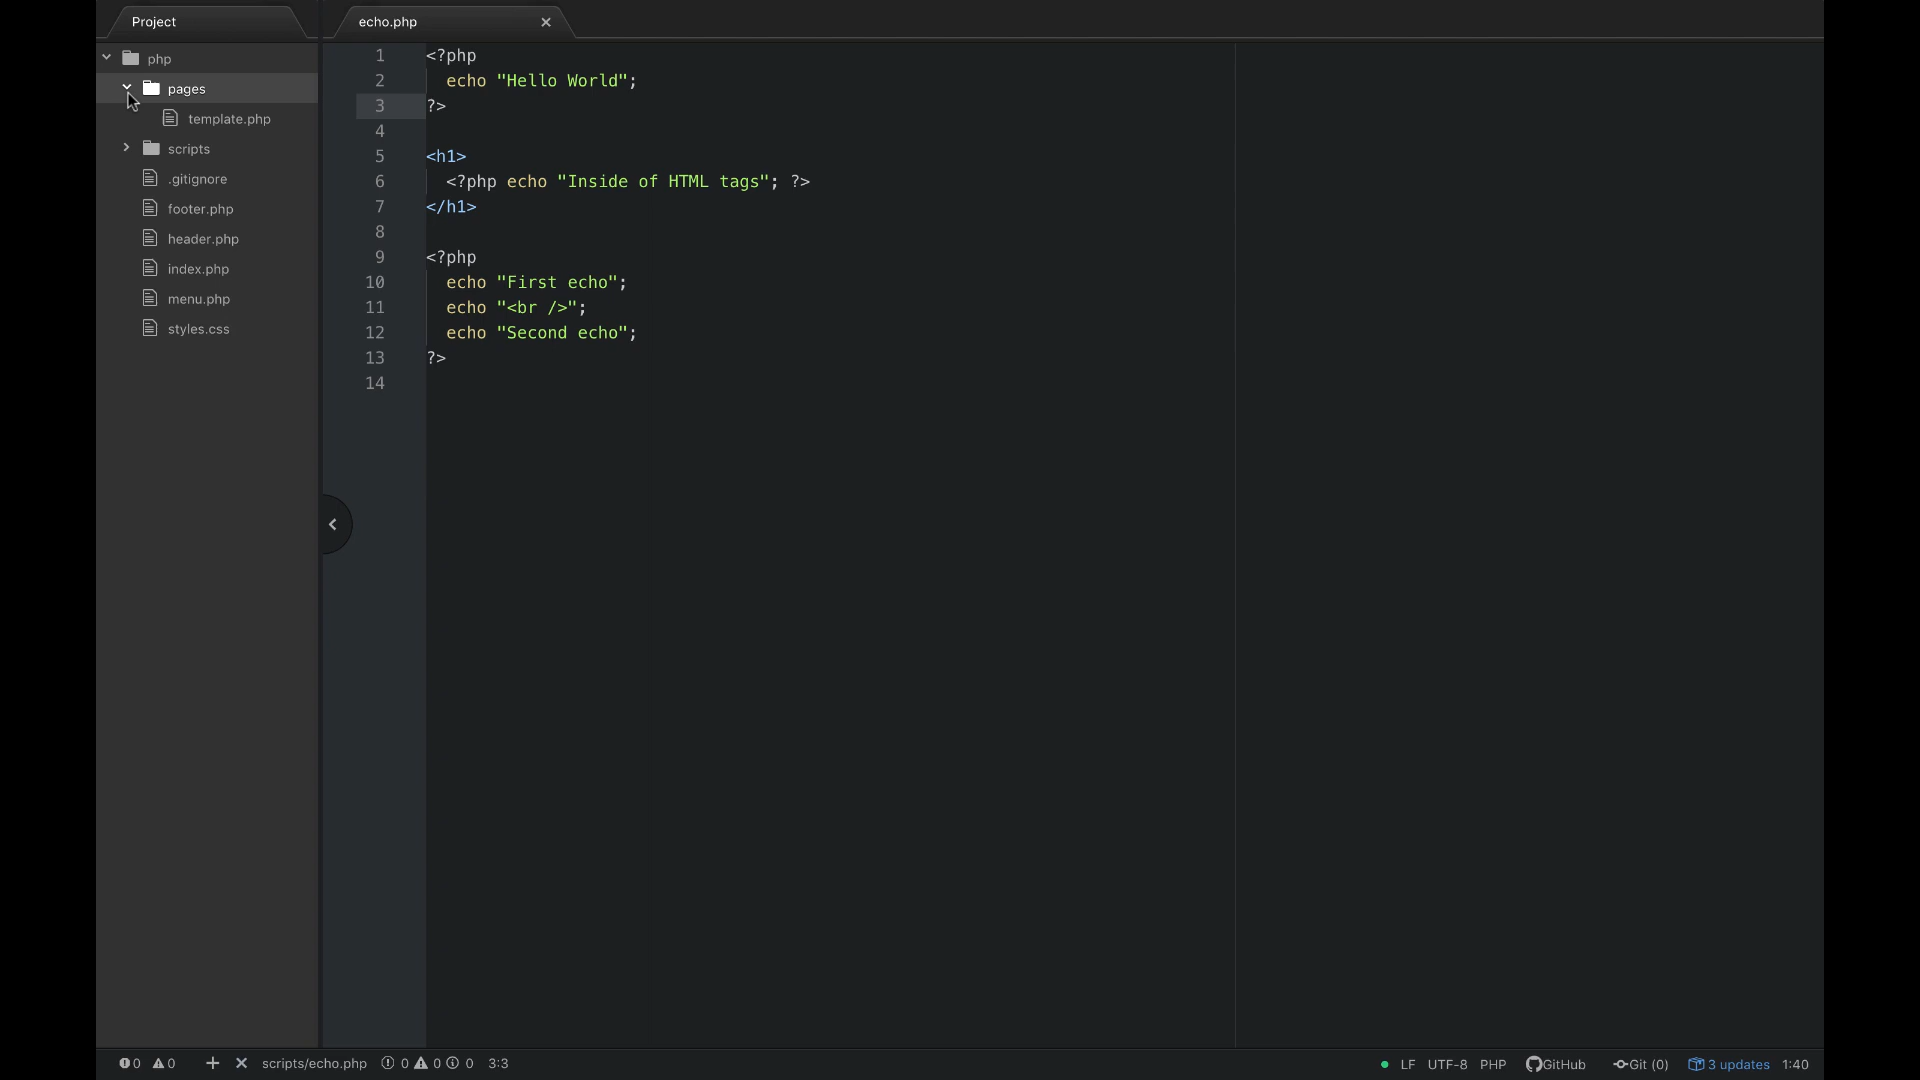 Project
echo.php
php
pages
template.php
scripts
.gitignore
footer.php
header.php
index.php
menu.php
styles.css
1 <?php
2 echo "Hello World";
3 ?>
4
5 <h1>
6 <?php echo "Inside of HTML tags"; ?>
7 </h1>
8
9 <?php
10 echo "First echo";
11 echo "<br />";
12 echo "Second echo";
13 ?>
14
0 0 + × scripts/echo.php 0 0 0 3:3 LF UTF-8 PHP GitHub Git (0) 3 updates 1:40